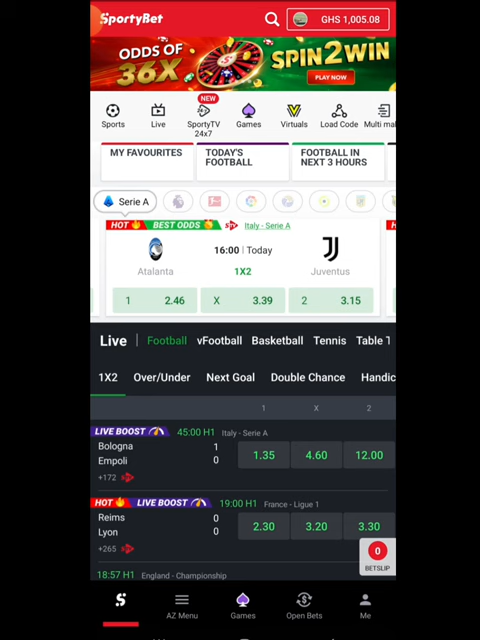 SportyBet
GHS 1,005.08
ODDS OF
36X
SPIN2WIN
PLAY NOW
NEW
Sports
Live
SportyTV
24x7
Games
Virtuals
Load Code
Multi ma
MY FAVOURITES
TODAY'S
FOOTBALL
FOOTBALL IN
NEXT 3 HOURS
Serie A
HOT BEST ODDS Italy - Serie A
Atalanta
16:00 Today
1X2
Juventus
1 2.46
X 3.39
2 3.15
Live Football vFootball Basketball Tennis Table T
1X2 Over/Under Next Goal Double Chance Handic
1 X 2
LIVE BOOST 45:00 H1 Italy - Serie A
Bologna 1
Empoli 0
1.35 4.60 12.00
+172
HOT LIVE BOOST 19:00 H1 France - Ligue 1
Reims 0
Lyon 0
2.30 3.20 3.30
+265
0
BETSLIP
18:57 H1 England - Championship
AZ Menu
Games
Open Bets
Me